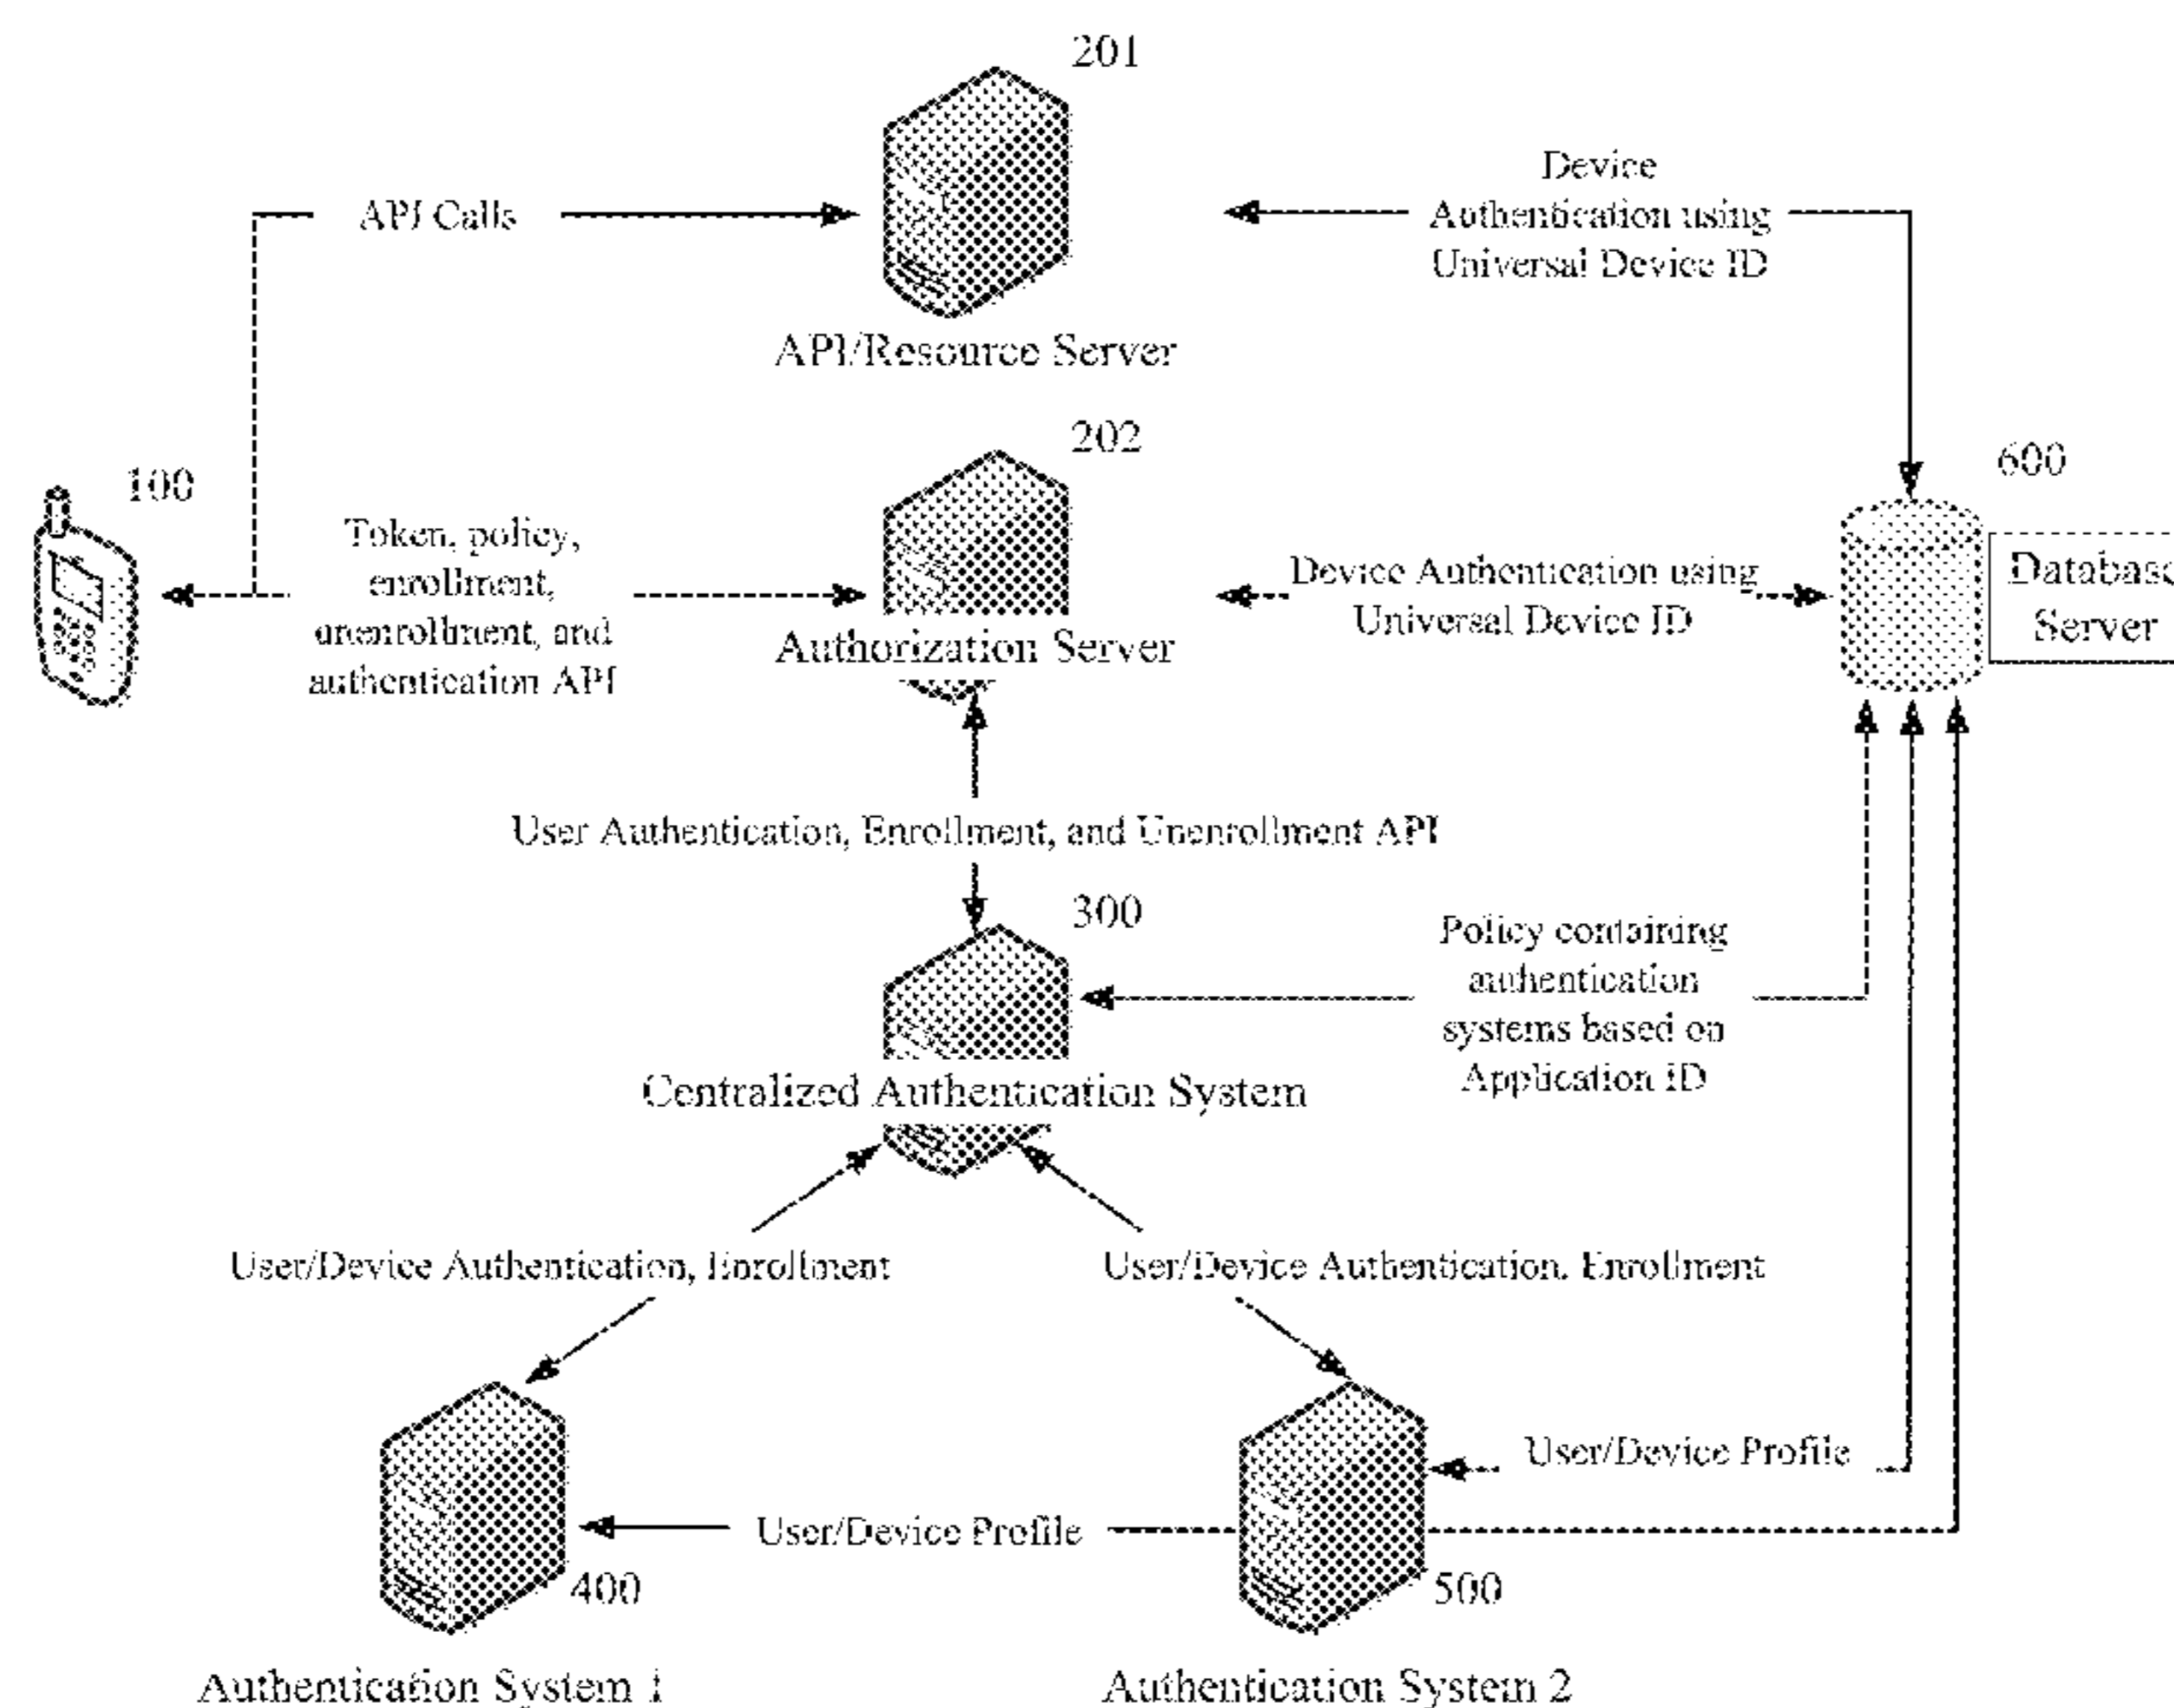 201
API Calls
Device
Authentication using
Universal Device ID
API/Resource Server
202
600
100
Token, policy,
enrollment,
unenrollment, and
authentication API
Authorization Server
Device Authentication using
Universal Device ID
Database
Server
User Authentication, Enrollment, and Unenrollment API
300
Policy containing
authentication
systems based on
Application ID
Centralized Authentication System
User/Device Authentication, Enrollment
User/Device Authentication, Enrollment
User/Device Profile
User/Device Profile
400
500
Authentication System 1
Authentication System 2